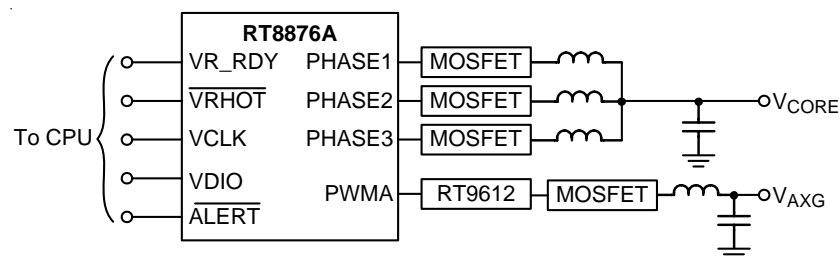 RT8876A
VR_RDY PHASE1 MOSFET
VRHOT PHASE2 MOSFET
VCORE
To CPU VCLK PHASE3 MOSFET
VDIO
PWMA RT9612 MOSFET VAXG
ALERT